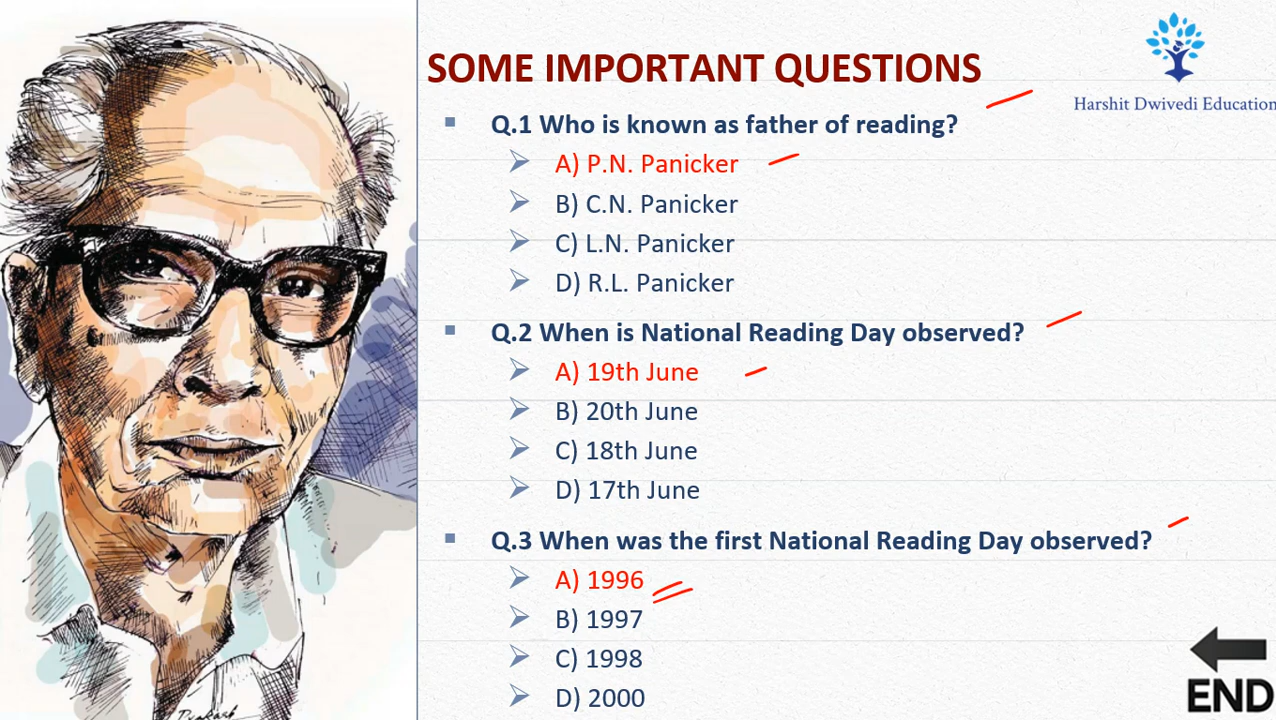 SOME IMPORTANT QUESTIONS
Harshit Dwivedi Education
Q.1 Who is known as father of reading?
A) P.N. Panicker
B) C.N. Panicker
C) L.N. Panicker
D) R.L. Panicker
Q.2 When is National Reading Day observed?
A) 19th June
B) 20th June
C) 18th June
D) 17th June
Q.3 When was the first National Reading Day observed?
A) 1996
B) 1997
C) 1998
D) 2000
END